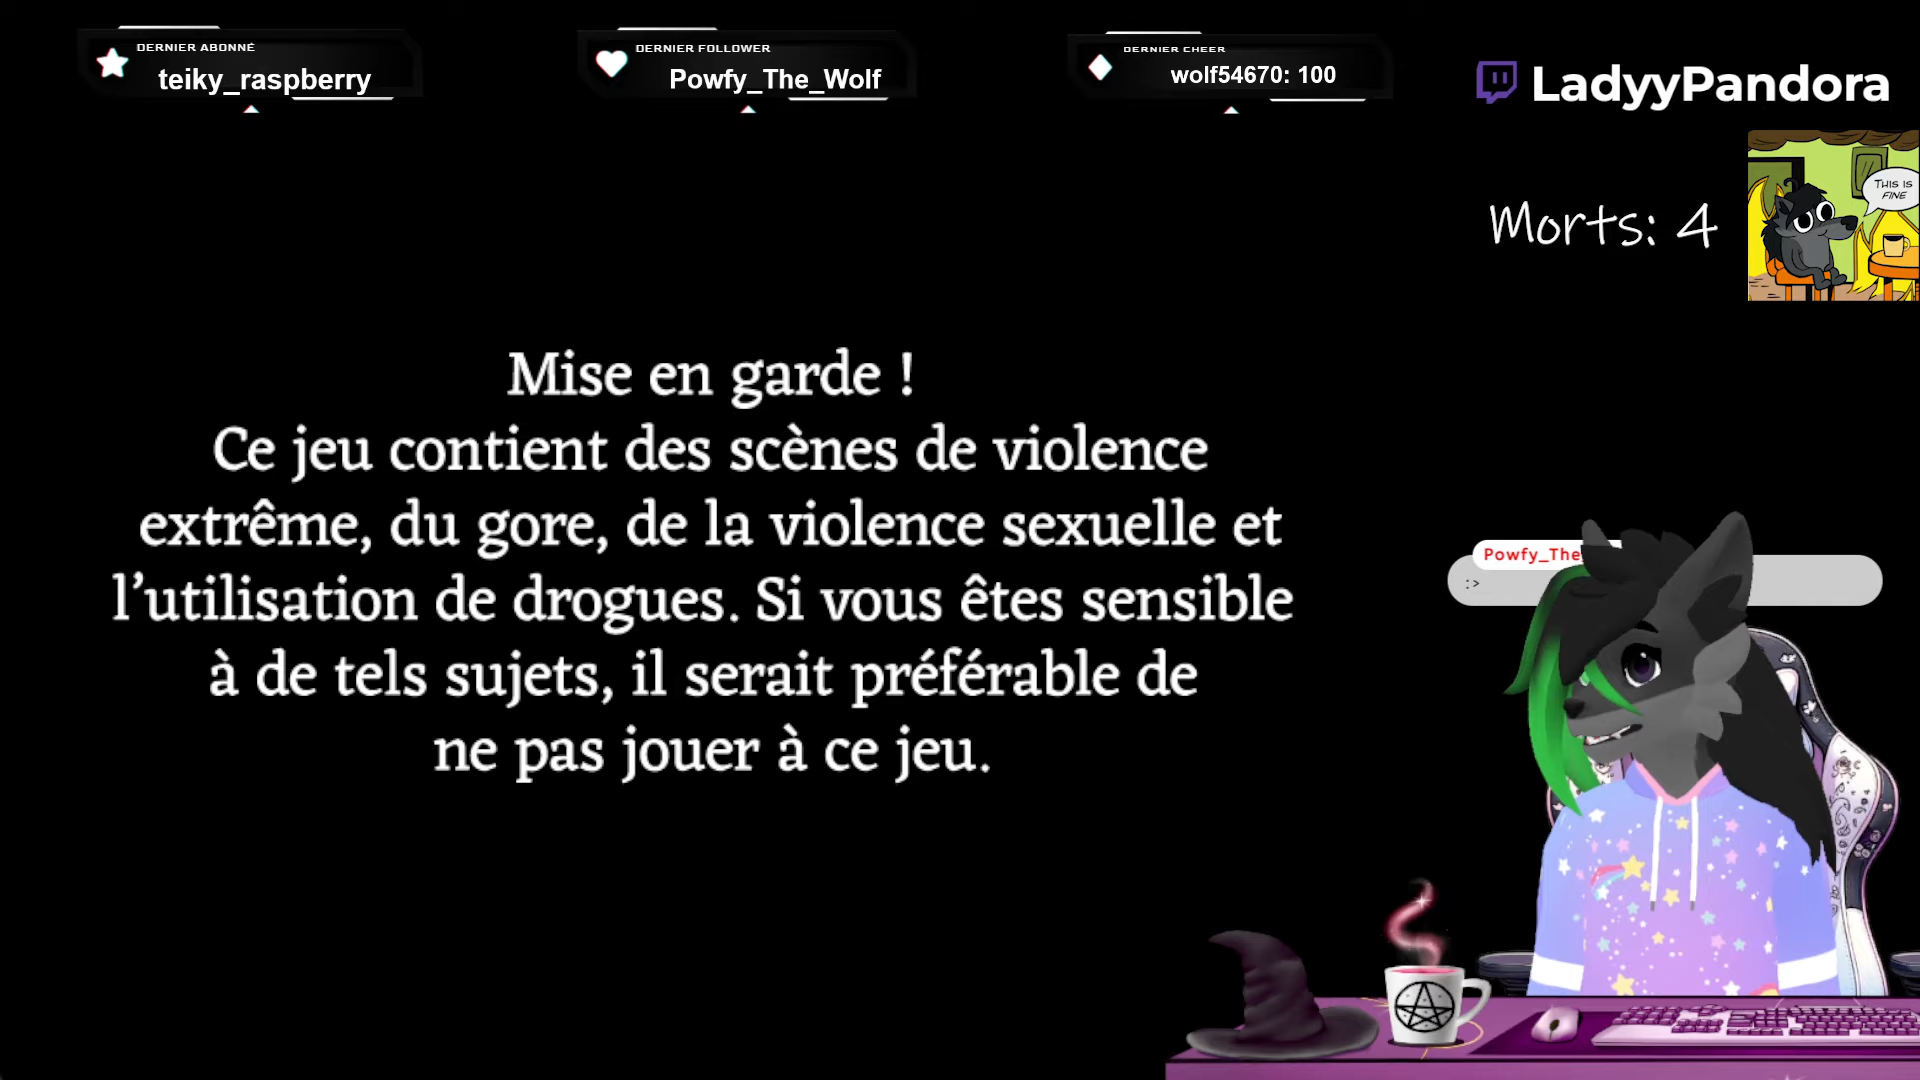 DERNIER ABONNÉ
teiky_raspberry
DERNIER FOLLOWER
Powfy_The_Wolf
DERNIER CHEER
wolf54670: 100
LadyyPandora
THIS IS
FINE
Morts: 4
Mise en garde !
Ce jeu contient des scènes de violence
extrême, du gore, de la violence sexuelle et
l’utilisation de drogues. Si vous êtes sensible
à de tels sujets, il serait préférable de
ne pas jouer à ce jeu.
Powfy_The
:>